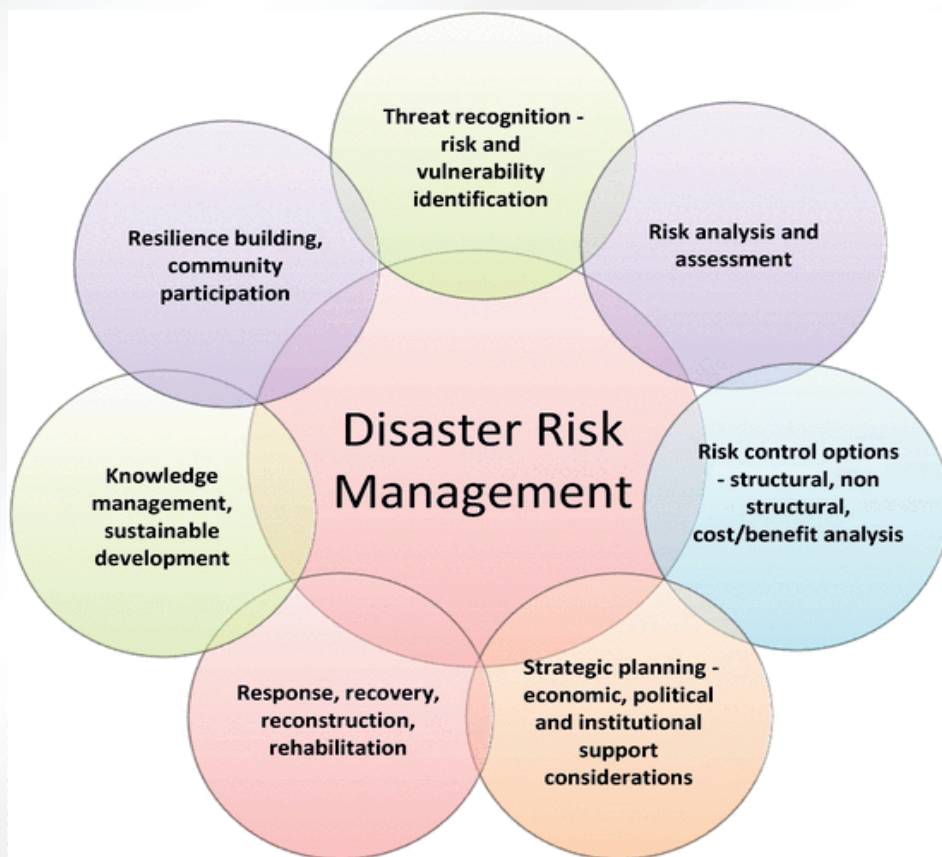 Threat recognition -
risk and
vulnerability
identification
Risk analysis and
assessment
Risk control options
- structural, non
structural,
cost/benefit analysis
Strategic planning -
economic, political
and institutional
support
considerations
Response, recovery,
reconstruction,
rehabilitation
Knowledge
management,
sustainable
development
Resilience building,
community
participation
Disaster Risk
Management